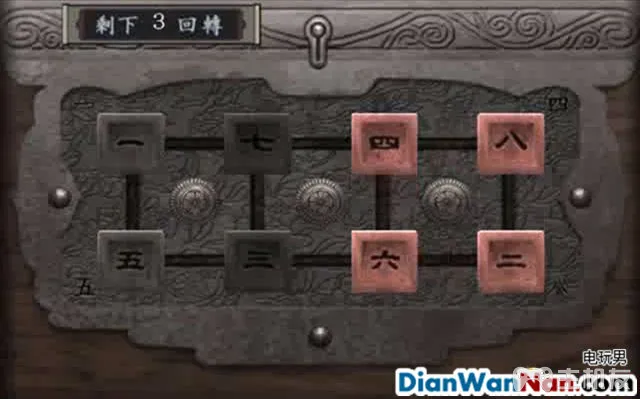 剩下 3 回轉
一 四
一 七 四 八
五 三 六 二
五
电玩男
DianWanNan.com